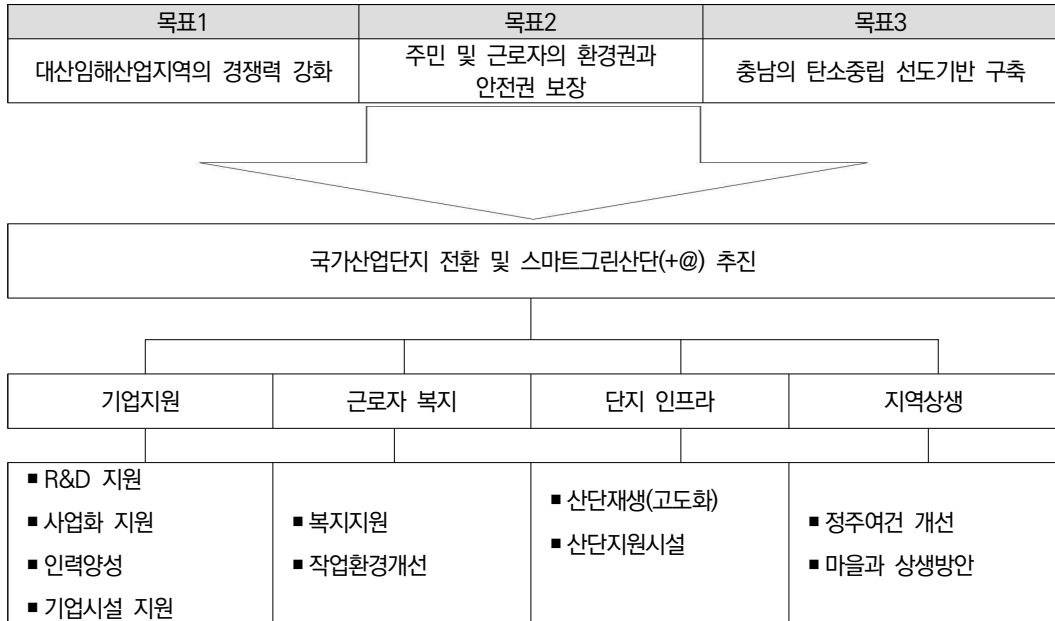 목표1
목표2
목표3
대산임해산업지역의 경쟁력 강화
주민 및 근로자의 환경권과
안전권 보장
충남의 탄소중립 선도기반 구축
국가산업단지 전환 및 스마트그린산단(+@) 추진
기업지원
근로자 복지
단지 인프라
지역상생
▪ R&D 지원
▪ 사업화 지원
▪ 인력양성
▪ 기업시설 지원
▪ 복지지원
▪ 작업환경개선
▪ 산단재생(고도화)
▪ 산단지원시설
▪ 정주여건 개선
▪ 마을과 상생방안